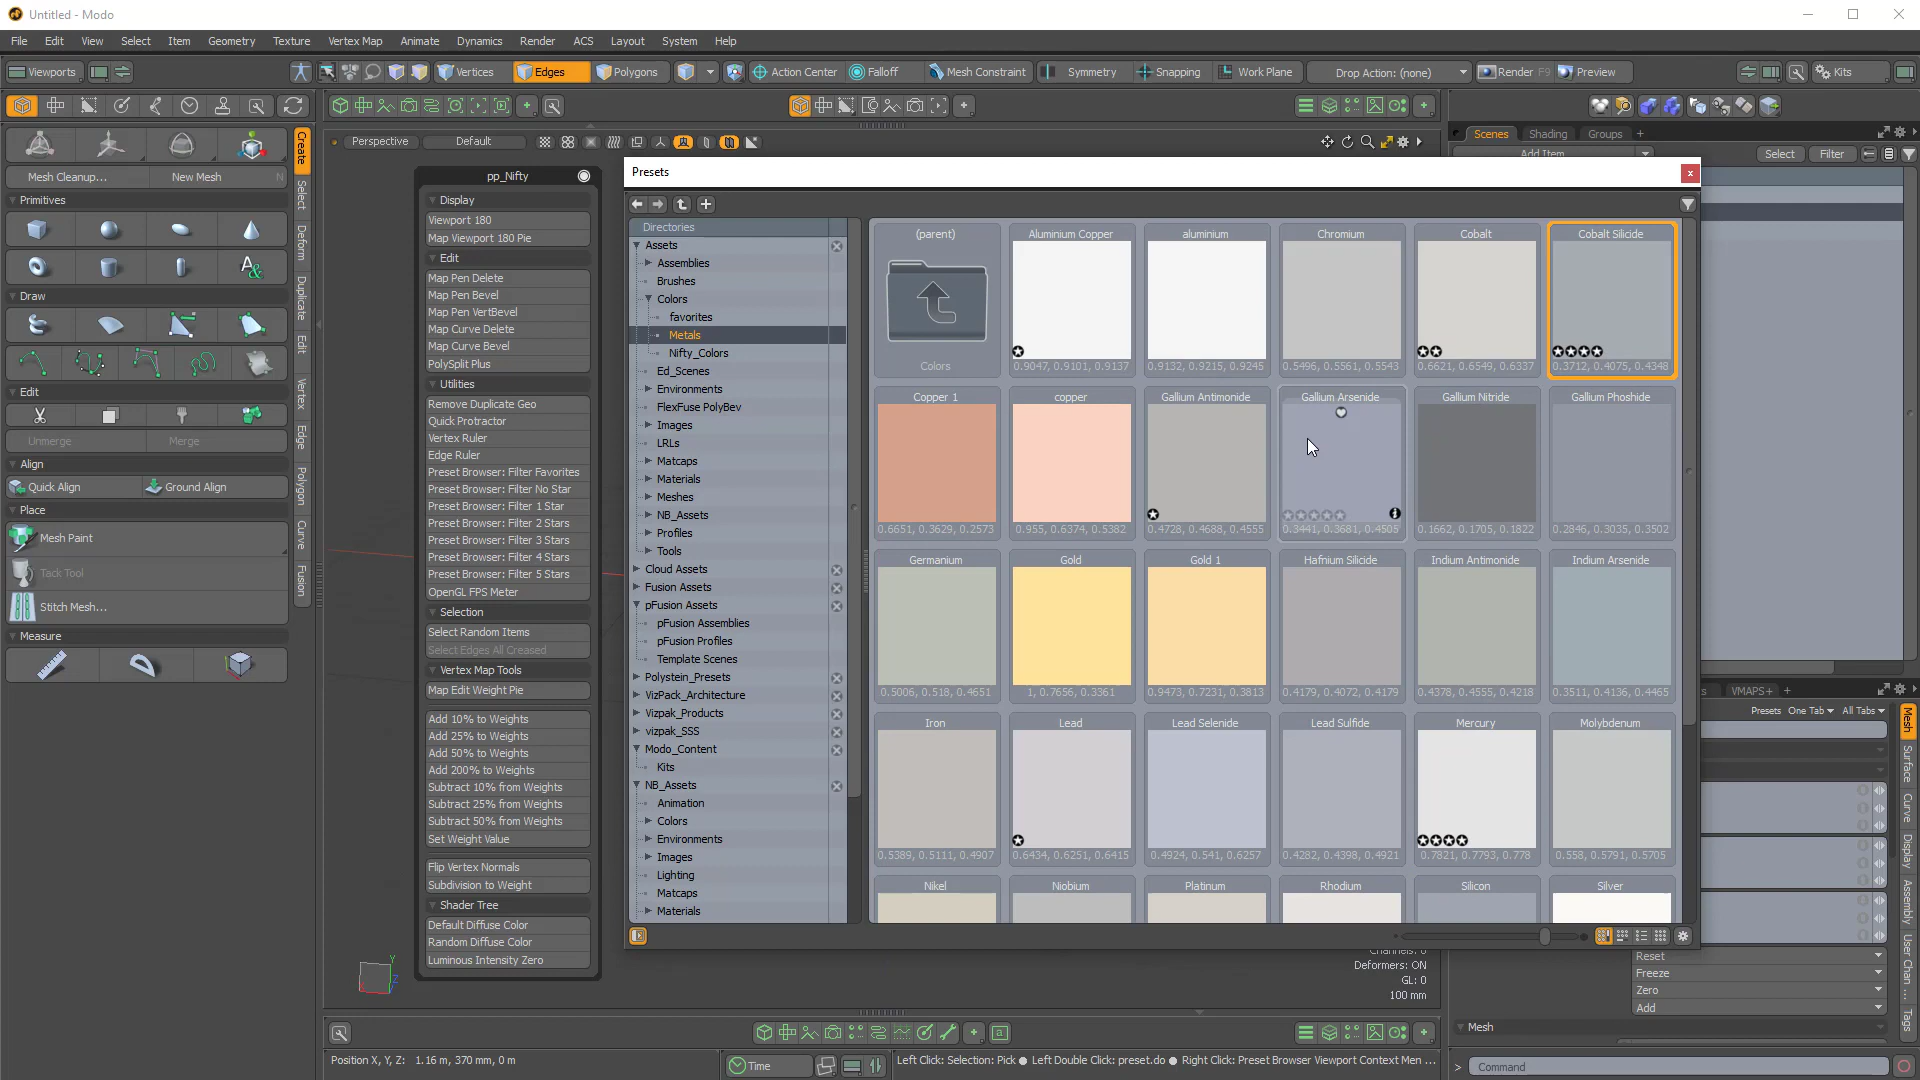 Untitled - Modo
File Edit View Select Item Geometry Texture Vertex Map Animate Dynamics Render ACS Layout System Help
Viewports Vertices Edges Polygons Action Center Falloff Mesh Constraint Symmetry Snapping Work Plane Drop Action: (none) Render F9 Preview Kits
Perspective Default
Scenes Shading Groups +
Add Item
Select Filter
Mesh Cleanup... New Mesh N
Primitives
Draw
Edit
Unmerge Merge
Align
Quick Align Ground Align
Place
Mesh Paint
Tack Tool
Stitch Mesh...
Measure
Create
Select
Deform
Duplicate
Edit
Vertex
Edge
Polygon
Curve
Fusion
pp_Nifty
Display
Viewport 180
Map Viewport 180 Pie
Edit
Map Pen Delete
Map Pen Bevel
Map Pen VertBevel
Map Curve Delete
Map Curve Bevel
PolySplit Plus
Utilities
Remove Duplicate Geo
Quick Protractor
Vertex Ruler
Edge Ruler
Preset Browser: Filter Favorites
Preset Browser: Filter No Star
Preset Browser: Filter 1 Star
Preset Browser: Filter 2 Stars
Preset Browser: Filter 3 Stars
Preset Browser: Filter 4 Stars
Preset Browser: Filter 5 Stars
OpenGL FPS Meter
Selection
Select Random Items
Select Edges All Creased
Vertex Map Tools
Map Edit Weight Pie
Add 10% to Weights
Add 25% to Weights
Add 50% to Weights
Add 200% to Weights
Subtract 10% from Weights
Subtract 25% from Weights
Subtract 50% from Weights
Set Weight Value
Flip Vertex Normals
Subdivision to Weight
Shader Tree
Default Diffuse Color
Random Diffuse Color
Luminous Intensity Zero
Presets
Directories
Assets
Assemblies
Brushes
Colors
favorites
Metals
Nifty_Colors
Ed_Scenes
Environments
FlexFuse PolyBev
Images
LRLs
Matcaps
Materials
Meshes
NB_Assets
Profiles
Tools
Cloud Assets
Fusion Assets
pFusion Assets
pFusion Assemblies
pFusion Profiles
Template Scenes
Polystein_Presets
VizPack_Architecture
Vizpak_Products
vizpak_SSS
Modo_Content
Kits
NB_Assets
Animation
Colors
Environments
Images
Lighting
Matcaps
Materials
(parent) Aluminium Copper aluminium Chromium Cobalt Cobalt Silicide
Colors 0.9047, 0.9101, 0.9137 0.9132, 0.9215, 0.9245 0.5496, 0.5561, 0.5543 0.6621, 0.6549, 0.6337 0.3712, 0.4075, 0.4348
Copper 1 copper Gallium Antimonide Gallium Arsenide Gallium Nitride Gallium Phoshide
0.6651, 0.3629, 0.2573 0.955, 0.6374, 0.5382 0.4728, 0.4688, 0.4555 0.3441, 0.3681, 0.4505 0.1662, 0.1705, 0.1822 0.2846, 0.3035, 0.3502
Germanium Gold Gold 1 Hafnium Silicide Indium Antimonide Indium Arsenide
0.5006, 0.518, 0.4651 1, 0.7656, 0.3361 0.9473, 0.7231, 0.3813 0.4179, 0.4072, 0.4179 0.4378, 0.4555, 0.4218 0.3511, 0.4136, 0.4465
Iron Lead Lead Selenide Lead Sulfide Mercury Molybdenum
0.5389, 0.5111, 0.4907 0.6434, 0.6251, 0.6415 0.4924, 0.541, 0.6257 0.4282, 0.4398, 0.4921 0.7821, 0.7793, 0.778 0.558, 0.5791, 0.5705
Nikel Niobium Platinum Rhodium Silicon Silver
VMAPS+ +
Presets One Tab All Tabs
Mesh
Surface
Curve
Display
Assembly
User Chan ...
Tags
Deformers: ON
GL: 0
100 mm
Reset
Freeze
Zero
Add
Mesh
Position X, Y, Z: 1.16 m, 370 mm, 0 m
Time
Left Click: Selection: Pick ● Left Double Click: preset.do ● Right Click: Preset Browser Viewport Context Men ...
> Command